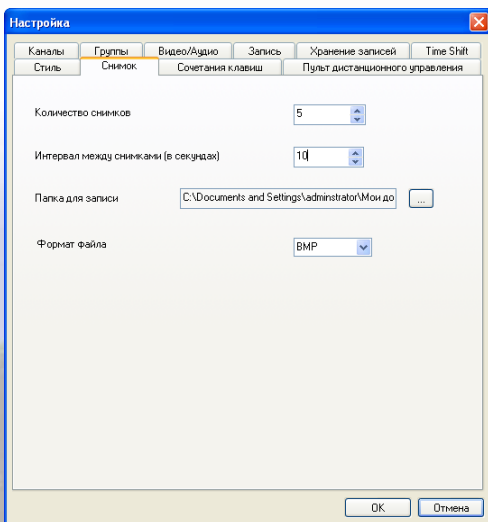 Настройка
Каналы Группы Видео/Аудио Запись Хранение записей Time Shift
Стиль Снимок Сочетания клавиш Пульт дистанционного управления
Количество снимков 5
Интервал между снимками (в секундах) 10
Папка для записи C:\Documents and Settings\adminstrator\Мои до ...
Формат файла BMP
OK Отмена